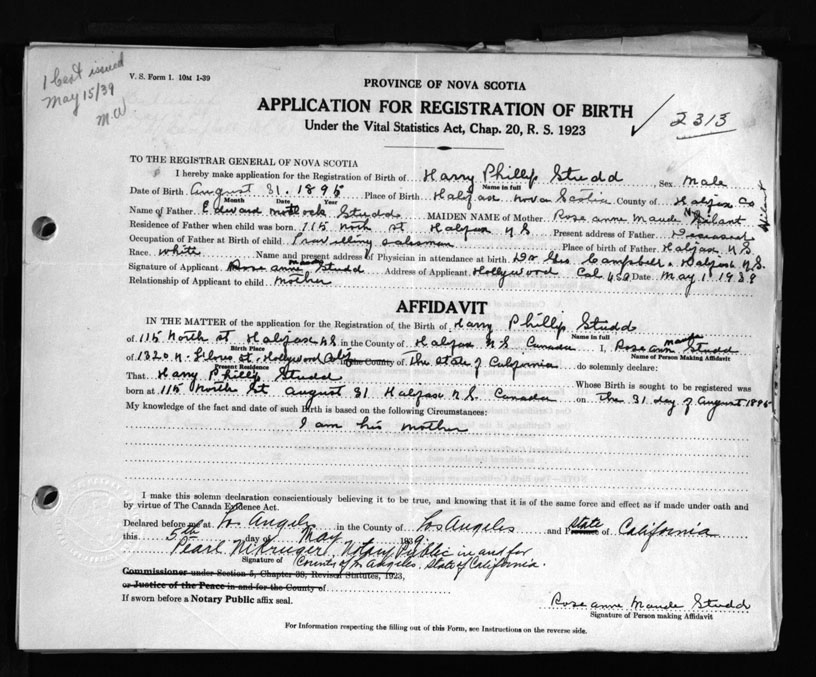 1 Cert issued
May 15/39
M.W
V. S. Form 1. 10M 1-39
PROVINCE OF NOVA SCOTIA
APPLICATION FOR REGISTRATION OF BIRTH
Under the Vital Statistics Act, Chap. 20, R. S. 1923
2313
TO THE REGISTRAR GENERAL OF NOVA SCOTIA
I hereby make application for the Registration of Birth of Harry Phillip Studd, Sex Male
Name in full
Date of Birth August 31. 1895 Place of Birth Halifax Nova Scotia County of Halifax Co
Month Date Year
Name of Father Edward Studd MAIDEN NAME of Mother Rose anne Maude
Residence of Father when child was born. 115 North st Halifax N S Present address of Father Deceased
Occupation of Father at Birth of child. Travelling salesman Place of birth of Father Halifax N.S.
Race. White Name and present address of Physician in attendance at birth Dr Geo Campbell Halifax N.S.
Signature of Applicant Rose anne Maude Studd Address of Applicant Hollywood Cal Date May 1 1939
Relationship of Applicant to child Mother
AFFIDAVIT
IN THE MATTER of the application for the Registration of the Birth of Harry Phillip Studd
Name in full
of 115 North st Halifax N S in the County of Halifax N S Canada I, Rose ann Maude Studd
Birth Place Name of Person Making Affidavit
of 1320 N. St. Hollywood Calif in the County of The State of California do solemnly declare:
Present Residence
That Harry Phillip Studd Whose Birth is sought to be registered was
born at 115 North St August 31 Halifax N.S. Canada on The 31 day of August 1895
My knowledge of the fact and date of such Birth is based on the following Circumstances:
I am his mother
I make this solemn declaration conscientiously believing it to be true, and knowing that it is of the same force and effect as if made under oath and
by virtue of The Canada Evidence Act.
Declared before me at Los Angeles in the County of Los Angeles and Province State of California
this 5th day of May 1939
Pearl M Kruger, Notary Public in and for
Signature of County of Los Angeles, State of California.
Commissioner under Section 5, Chapter 38, Revised Statutes, 1923,
or Justice of the Peace in and for the County of
If sworn before a Notary Public affix seal.
Rose anne Maude Studd
Signature of Person making Affidavit
For Information respecting the filling out of this Form, see Instructions on the reverse side.